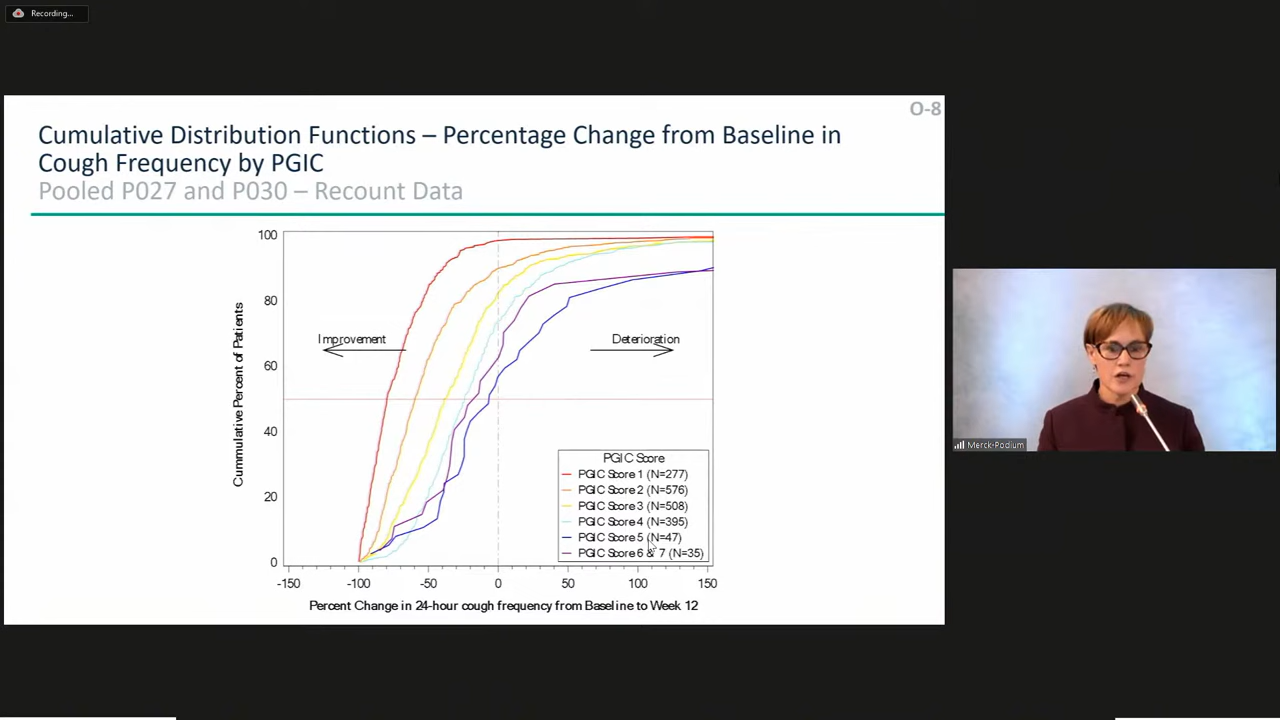 Recording...
O-8
Cumulative Distribution Functions – Percentage Change from Baseline in
Cough Frequency by PGIC
Pooled P027 and P030 – Recount Data
Cummulative Percent of Patients
100
80
60
40
20
0
Improvement
Deterioration
PGIC Score
PGIC Score 1 (N=277)
PGIC Score 2 (N=576)
PGIC Score 3 (N=508)
PGIC Score 4 (N=395)
PGIC Score 5 (N=47)
PGIC Score 6 & 7 (N=35)
-150 -100 -50 0 50 100 150
Percent Change in 24-hour cough frequency from Baseline to Week 12
Merck-Podium